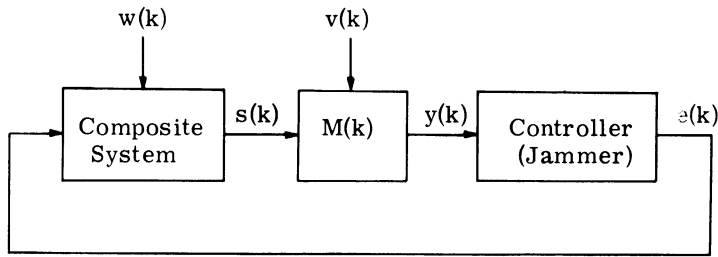 w(k)
v(k)
Composite
System
s(k)
M(k)
y(k)
Controller
(Jammer)
e(k)